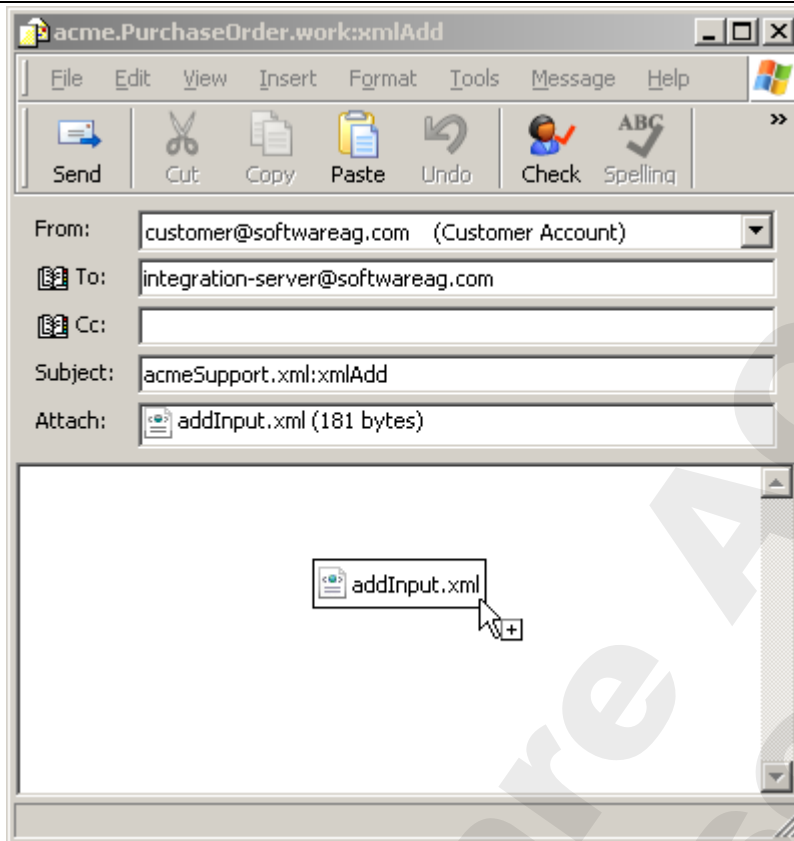 acme.PurchaseOrder.work:xmlAdd
File Edit View Insert Format Tools Message Help
ABC
Send Cut Copy Paste Undo Check Spelling
From: customer@softwareag.com (Customer Account)
To: integration-server@softwareag.com
Cc:
Subject: acmeSupport.xml:xmlAdd
Attach: addInput.xml (181 bytes)
addInput.xml